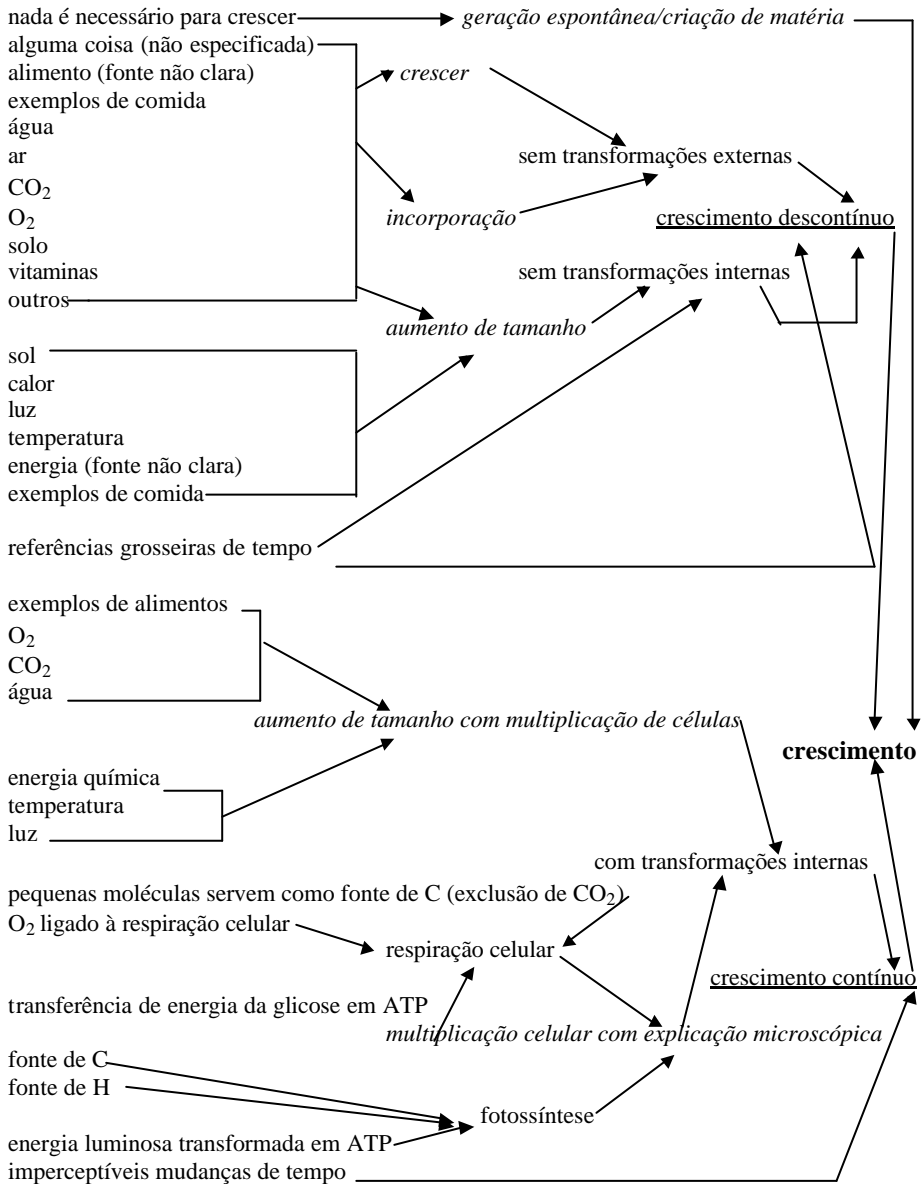 nada é necessário para crescer geração espontânea/criação de matéria
alguma coisa (não especificada)
alimento (fonte não clara) crescer
exemplos de comida
água
ar sem transformações externas
CO2
O2 incorporação crescimento descontínuo
solo
vitaminas sem transformações internas
outros
aumento de tamanho
sol
calor
luz
temperatura
energia (fonte não clara)
exemplos de comida
referências grosseiras de tempo
exemplos de alimentos
O2
CO2
água
aumento de tamanho com multiplicação de células
crescimento
energia química
temperatura
luz
com transformações internas
pequenas moléculas servem como fonte de C (exclusão de CO2)
O2 ligado à respiração celular
respiração celular
crescimento contínuo
transferência de energia da glicose em ATP
multiplicação celular com explicação microscópica
fonte de C
fonte de H
fotossíntese
energia luminosa transformada em ATP
imperceptíveis mudanças de tempo